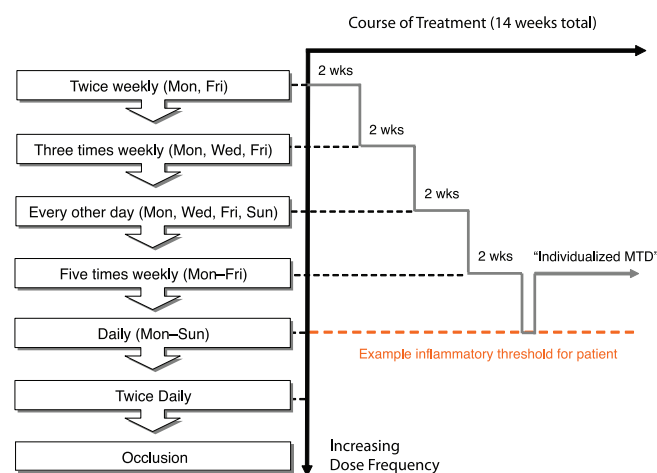 Course of Treatment (14 weeks total)
2 wks
Twice weekly (Mon, Fri)
2 wks
Three times weekly (Mon, Wed, Fri)
2 wks
Every other day (Mon, Wed, Fri, Sun)
2 wks
“Individualized MTD”
Five times weekly (Mon–Fri)
Daily (Mon–Sun)
Example inflammatory threshold for patient
Twice Daily
Increasing
Dose Frequency
Occlusion